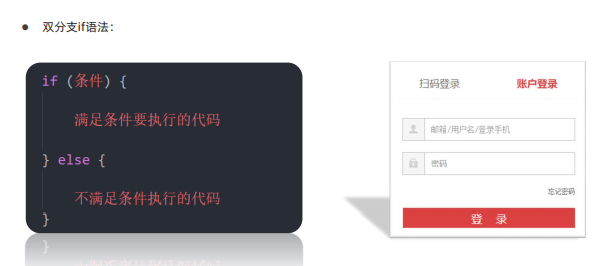 双分支if语法：
if (条件) {
满足条件要执行的代码
} else {
不满足条件执行的代码
}
扫码登录
账户登录
邮箱/用户名/登录手机
密码
忘记密码
登 录